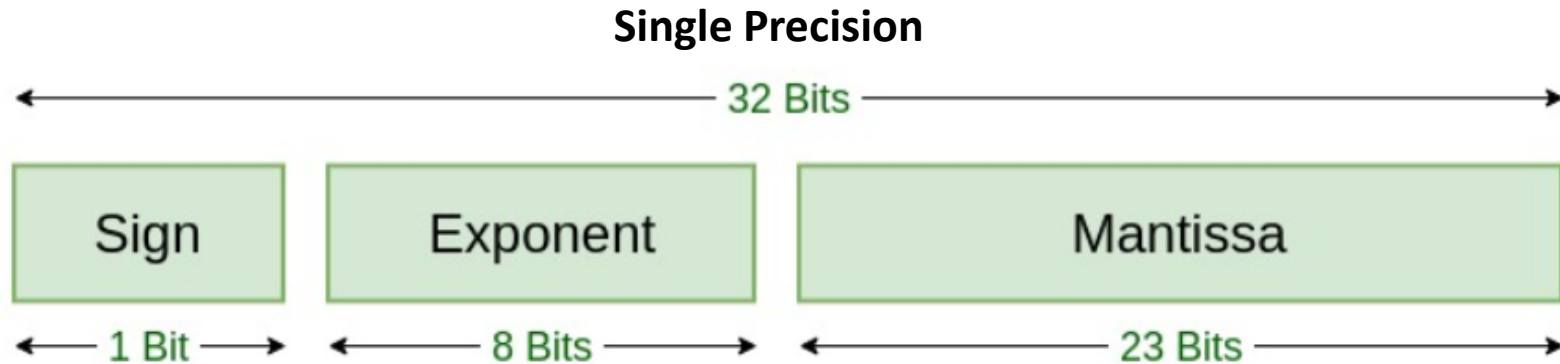 Single Precision
32 Bits
Sign Exponent Mantissa
1 Bit 8 Bits 23 Bits